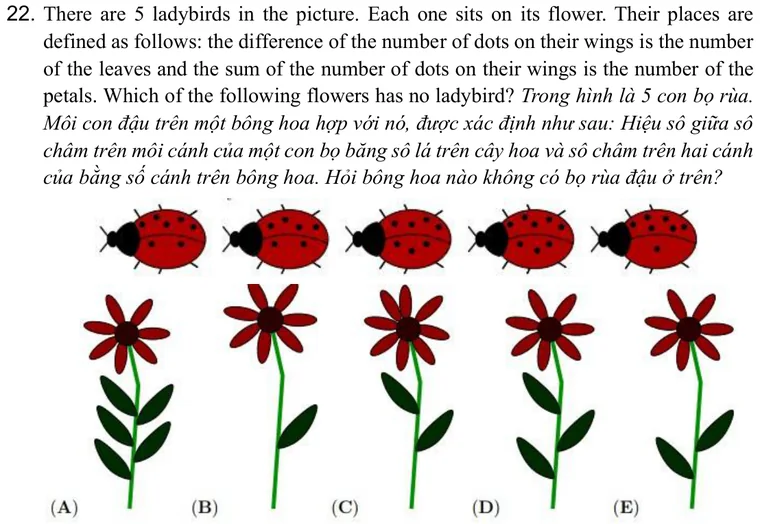 22. There are 5 ladybirds in the picture. Each one sits on its flower. Their places are
defined as follows: the difference of the number of dots on their wings is the number
of the leaves and the sum of the number of dots on their wings is the number of the
petals. Which of the following flowers has no ladybird? Trong hình là 5 con bọ rùa.
Môi con đậu trên một bông hoa hợp với nó, được xác định như sau: Hiệu sô giữa sô
châm trên môi cánh của một con bọ băng sô lá trên cây hoa và sô châm trên hai cánh
của bằng số cánh trên bông hoa. Hỏi bông hoa nào không có bọ rùa đậu ở trên?
(A) (B) (C) (D) (E)